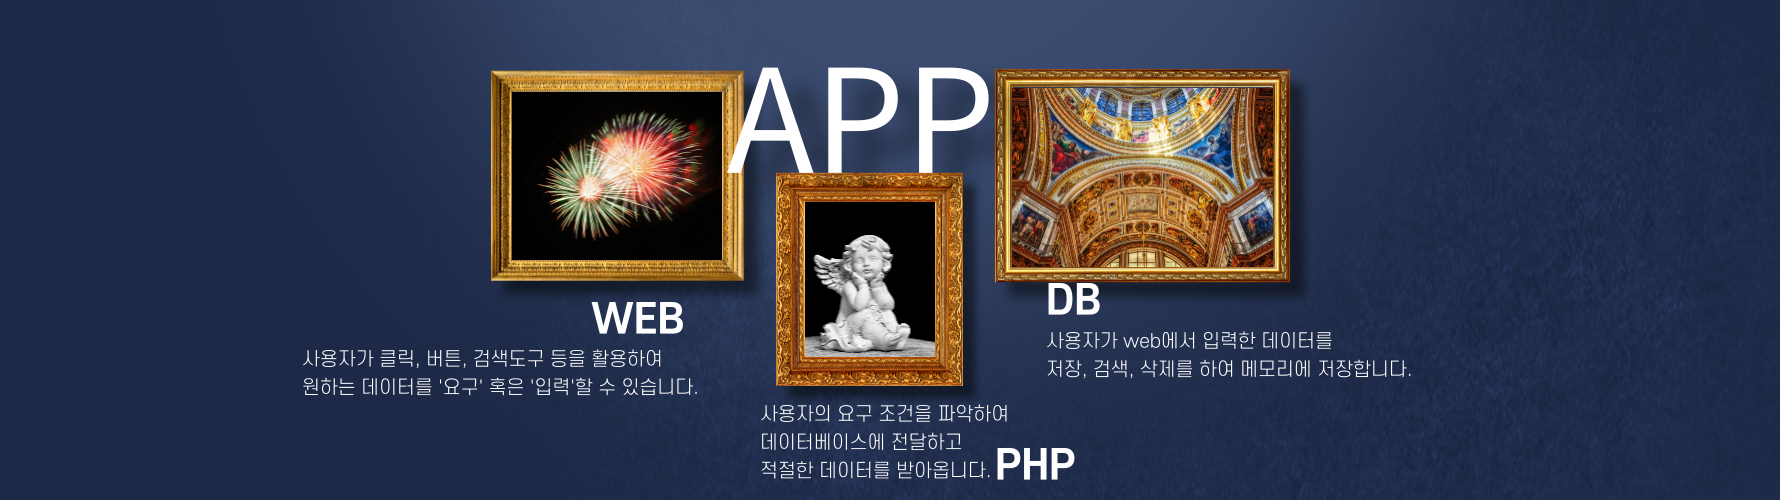 APP
WEB
사용자가 클릭, 버튼, 검색도구 등을 활용하여
원하는 데이터를 '요구' 혹은 '입력'할 수 있습니다.
사용자의 요구 조건을 파악하여
데이터베이스에 전달하고
적절한 데이터를 받아옵니다. PHP
DB
사용자가 web에서 입력한 데이터를
저장, 검색, 삭제를 하여 메모리에 저장합니다.